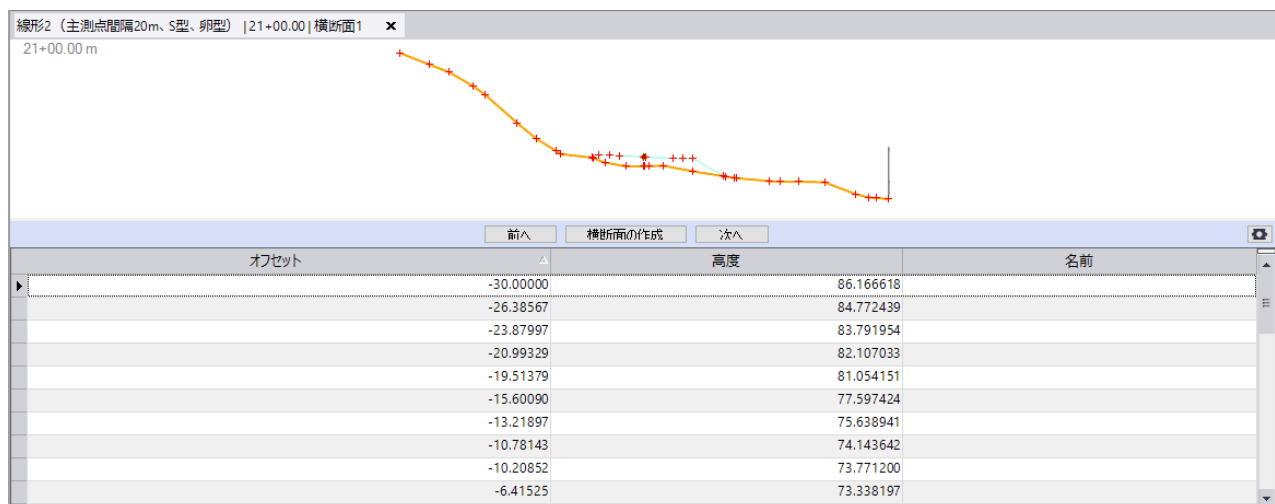 線形2（主測点間隔20m、S型、卵型） |21+00.00|横断面1
21+00.00 m
前へ 横断面の作成 次へ
オフセット 高度 名前
-30.00000 86.166618
-26.38567 84.772439
-23.87997 83.791954
-20.99329 82.107033
-19.51379 81.054151
-15.60090 77.597424
-13.21897 75.638941
-10.78143 74.143642
-10.20852 73.771200
-6.41525 73.338197